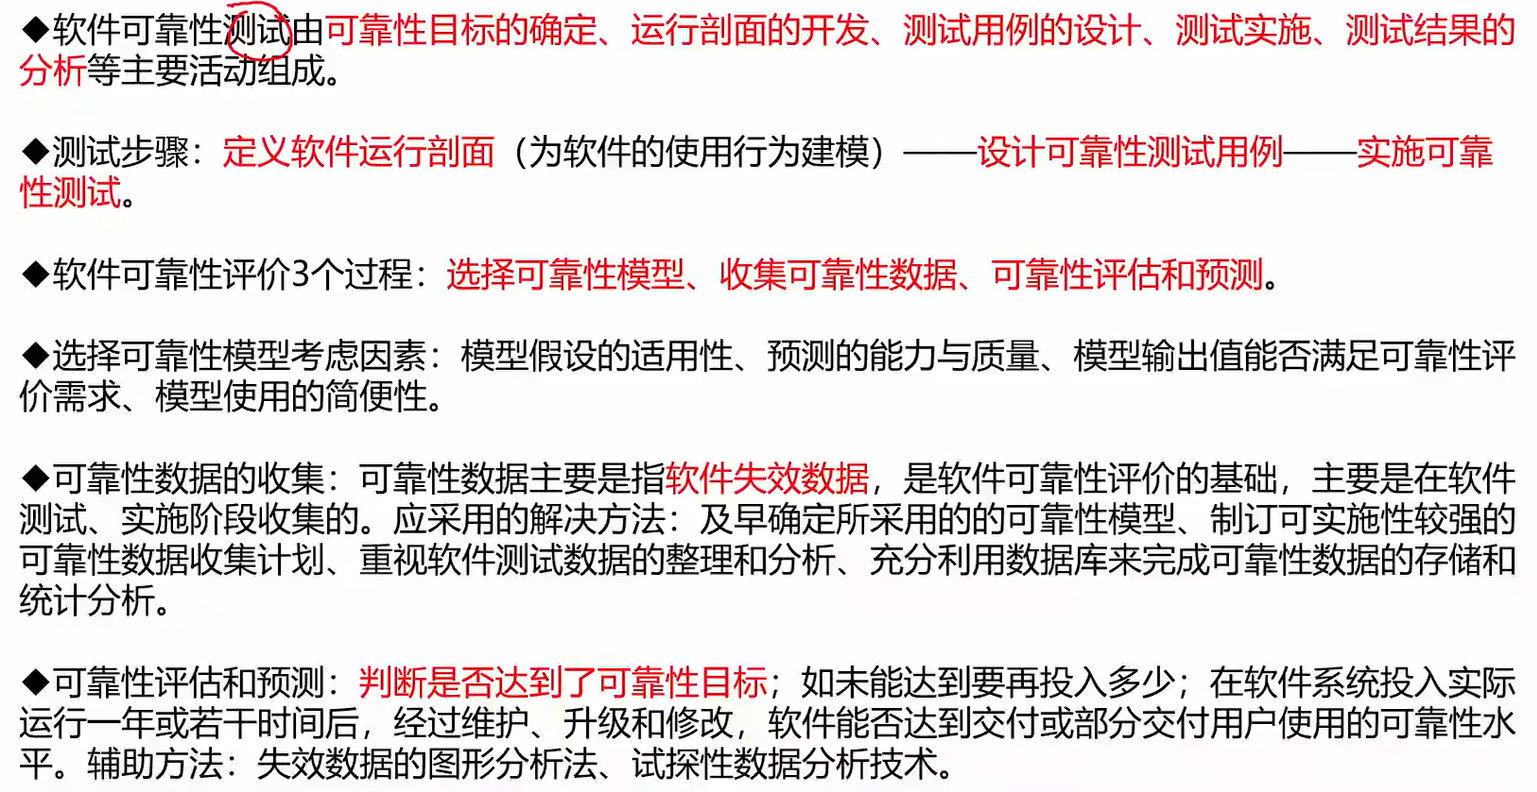 ◆软件可靠性测试由可靠性目标的确定、运行剖面的开发、测试用例的设计、测试实施、测试结果的
分析等主要活动组成。
◆测试步骤：定义软件运行剖面（为软件的使用行为建模）——设计可靠性测试用例——实施可靠
性测试。
◆软件可靠性评价3个过程：选择可靠性模型、收集可靠性数据、可靠性评估和预测。
◆选择可靠性模型考虑因素：模型假设的适用性、预测的能力与质量、模型输出值能否满足可靠性评
价需求、模型使用的简便性。
◆可靠性数据的收集：可靠性数据主要是指软件失效数据，是软件可靠性评价的基础，主要是在软件
测试、实施阶段收集的。应采用的解决方法：及早确定所采用的的可靠性模型、制订可实施性较强的
可靠性数据收集计划、重视软件测试数据的整理和分析、充分利用数据库来完成可靠性数据的存储和
统计分析。
◆可靠性评估和预测：判断是否达到了可靠性目标；如未能达到要再投入多少；在软件系统投入实际
运行一年或若干时间后，经过维护、升级和修改，软件能否达到交付或部分交付用户使用的可靠性水
平。辅助方法：失效数据的图形分析法、试探性数据分析技术。